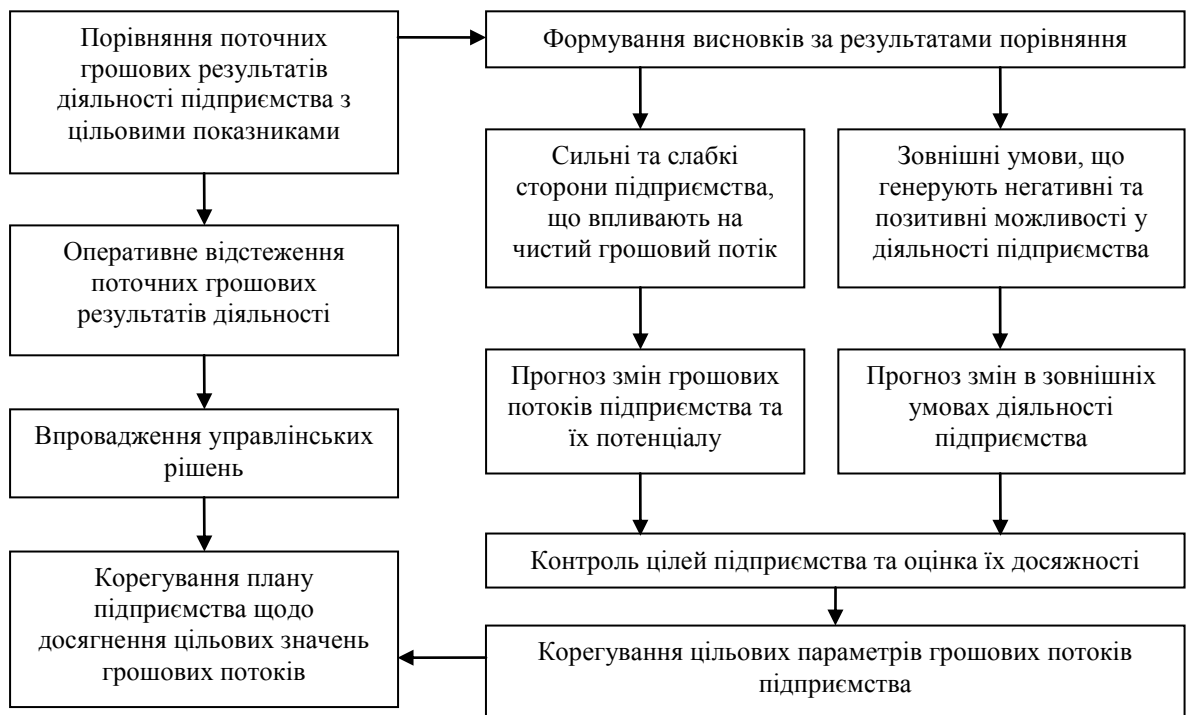 Порівняння поточних
грошових результатів
діяльності підприємства з
цільовими показниками
Формування висновків за результатами порівняння
Сильні та слабкі
сторони підприємства,
що впливають на
чистий грошовий потік
Зовнішні умови, що
генерують негативні та
позитивні можливості у
діяльності підприємства
Оперативне відстеження
поточних грошових
результатів діяльності
Прогноз змін грошових
потоків підприємства та
їх потенціалу
Прогноз змін в зовнішніх
умовах діяльності
підприємства
Впровадження управлінських
рішень
Контроль цілей підприємства та оцінка їх досяжності
Корегування плану
підприємства щодо
досягнення цільових значень
грошових потоків
Корегування цільових параметрів грошових потоків
підприємства